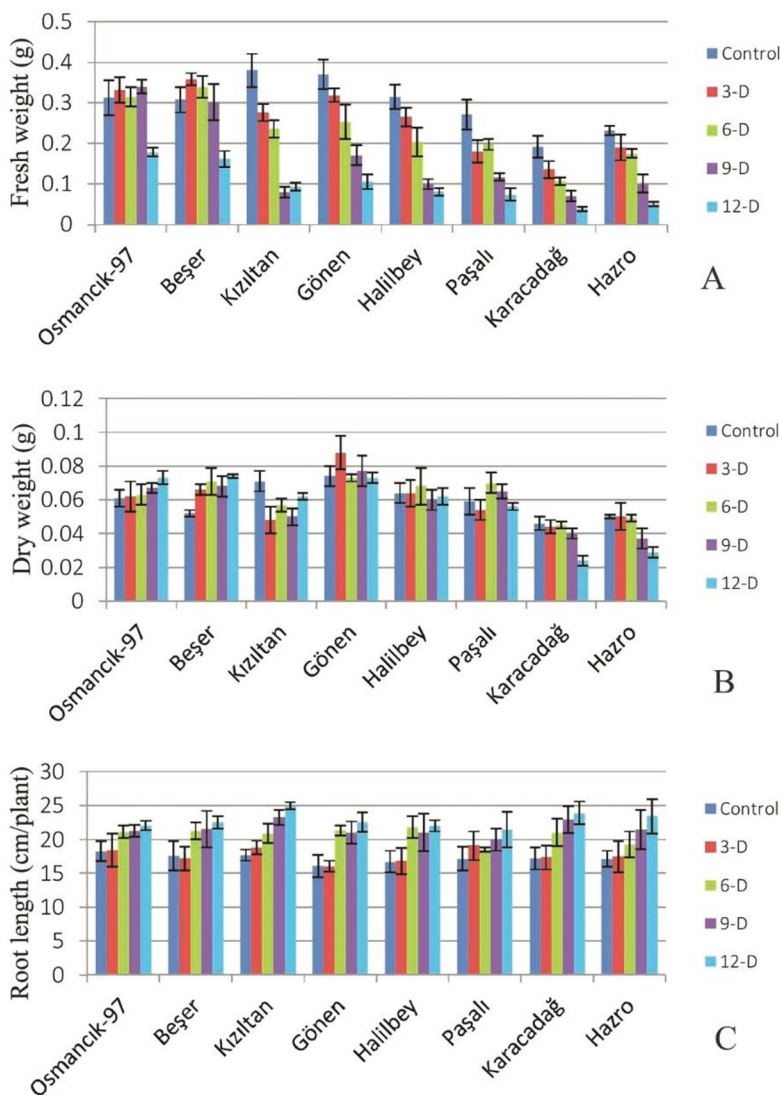 Fresh weight (g)
0.5
0.4
0.3
0.2
0.1
0
Osmancık-97
Beşer
Kızıltan
Gönen
Halilbey
Paşalı
Karacadağ
Hazro
Control
3-D
6-D
9-D
12-D
A
Dry weight (g)
0.12
0.1
0.08
0.06
0.04
0.02
0
Osmancık-97
Beşer
Kızıltan
Gönen
Halilbey
Paşalı
Karacadağ
Hazro
Control
3-D
6-D
9-D
12-D
B
Root length (cm/plant)
30
25
20
15
10
5
0
Osmancık-97
Beşer
Kızıltan
Gönen
Halilbey
Paşalı
Karacadağ
Hazro
Control
3-D
6-D
9-D
12-D
C